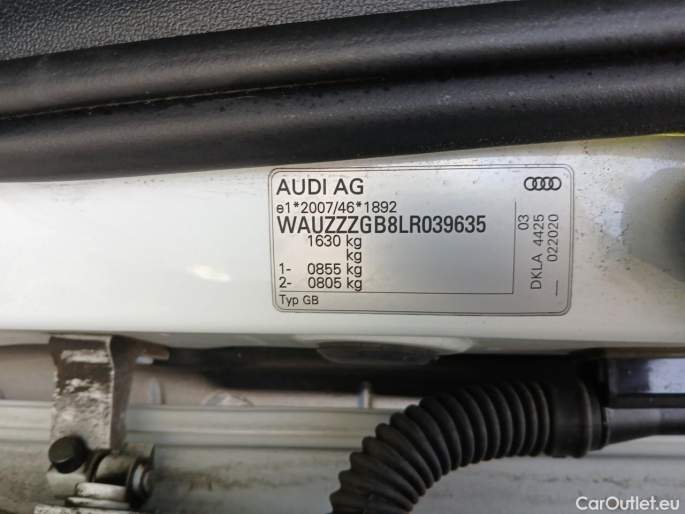 AUDI AG
e1*2007/46*1892
WAUZZZGB8LR039635
1630 kg
kg
1- 0855 kg
2- 0805 kg
Typ GB
03
DKLA 4425
022020
CarOutlet.eu